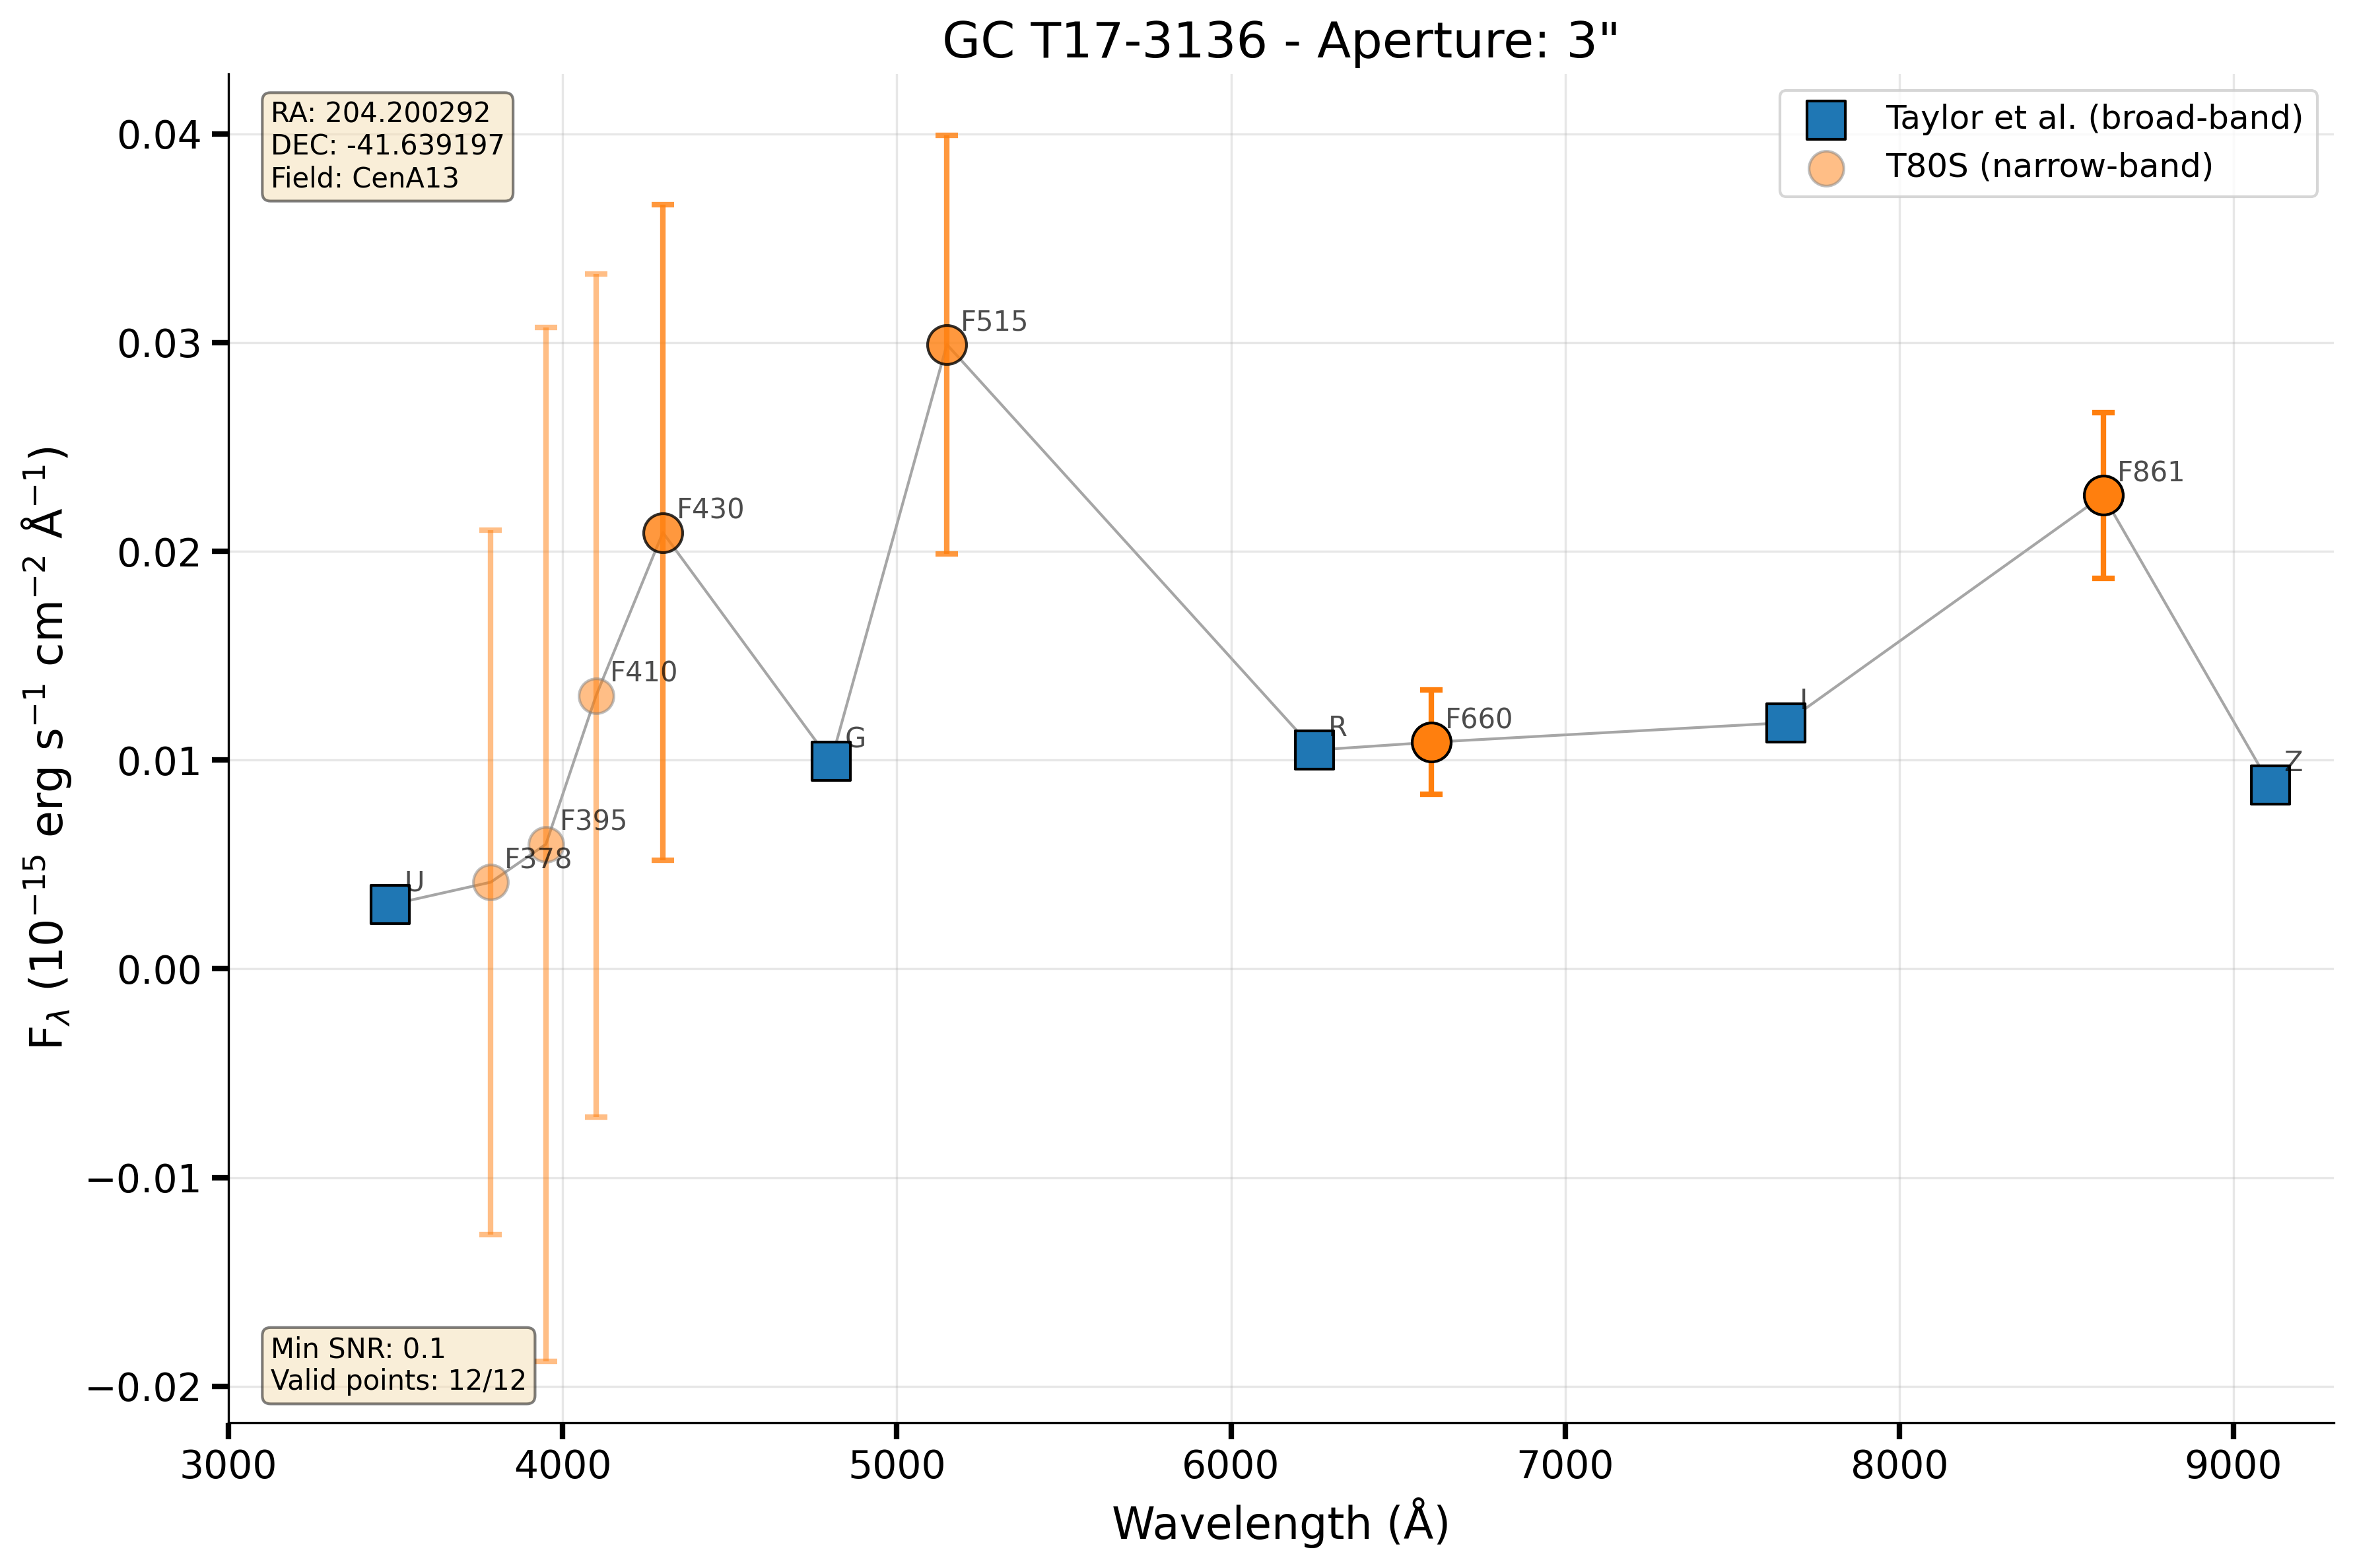 GC T17-3136 - Aperture: 3"
RA: 204.200292
DEC: -41.639197
Field: CenA13
Taylor et al. (broad-band)
T80S (narrow-band)
F$_{λ}$ (10$^{−15}$ erg s$^{−1}$ cm$^{−2}$ Å$^{−1}$)
0.04
0.03
0.02
0.01
0.00
−0.01
−0.02
U
F378
F395
F410
F430
G
F515
R
F660
I
F861
Z
Min SNR: 0.1
Valid points: 12/12
3000 4000 5000 6000 7000 8000 9000
Wavelength (Å)